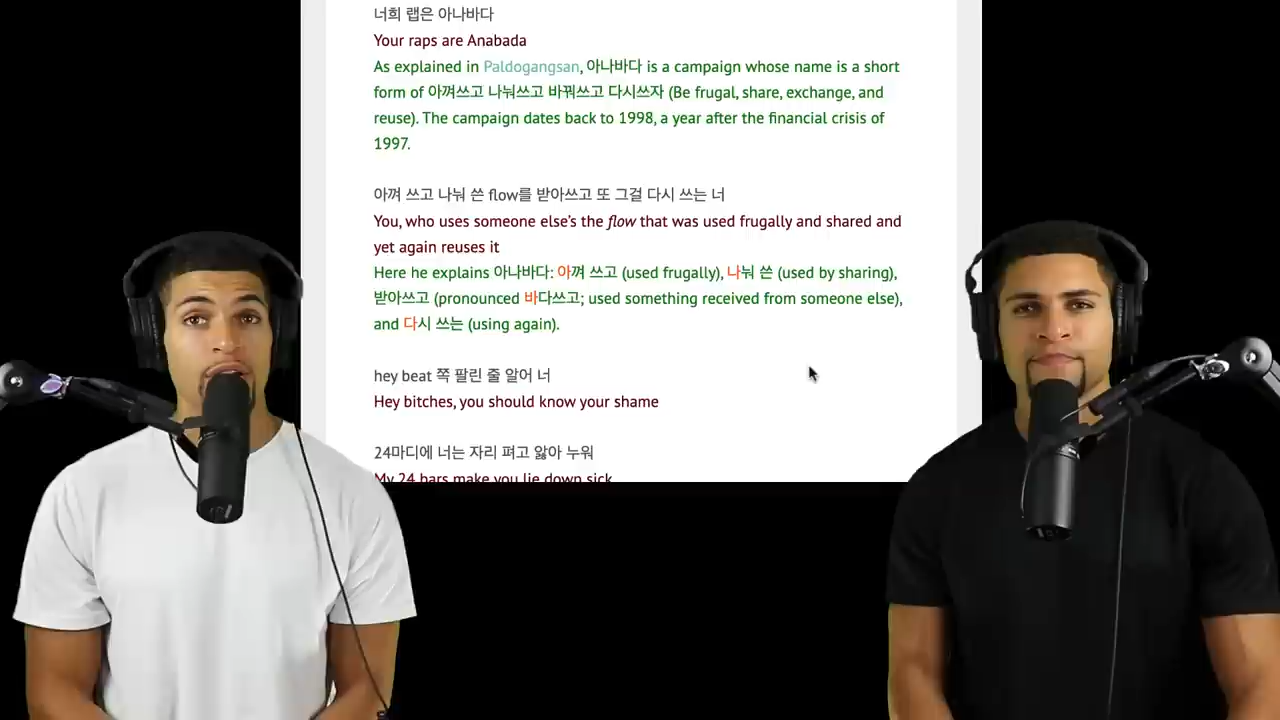 너희 랩은 아나바다
Your raps are Anabada
As explained in Paldogangsan, 아나바다 is a campaign whose name is a short
form of 아껴쓰고 나눠쓰고 바꿔쓰고 다시쓰자 (Be frugal, share, exchange, and
reuse). The campaign dates back to 1998, a year after the financial crisis of
1997.
아껴 쓰고 나눠 쓴 flow를 받아쓰고 또 그걸 다시 쓰는 너
You, who uses someone else's the flow that was used frugally and shared and
yet again reuses it
Here he explains 아나바다: 아껴 쓰고 (used frugally), 나눠 쓴 (used by sharing),
받아쓰고 (pronounced 바다쓰고; used something received from someone else),
and 다시 쓰는 (using again).
hey beat 쪽 팔린 줄 알어 너
Hey bitches, you should know your shame
24마디에 너는 자리 펴고 앓아 누워
My 24 bars make you lie down sick